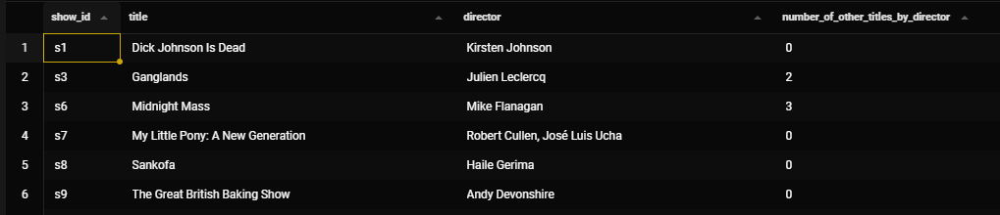 show_id title director number_of_other_titles_by_director
1 s1 Dick Johnson Is Dead Kirsten Johnson 0
2 s3 Ganglands Julien Leclercq 2
3 s6 Midnight Mass Mike Flanagan 3
4 s7 My Little Pony: A New Generation Robert Cullen, José Luis Ucha 0
5 s8 Sankofa Haile Gerima 0
6 s9 The Great British Baking Show Andy Devonshire 0